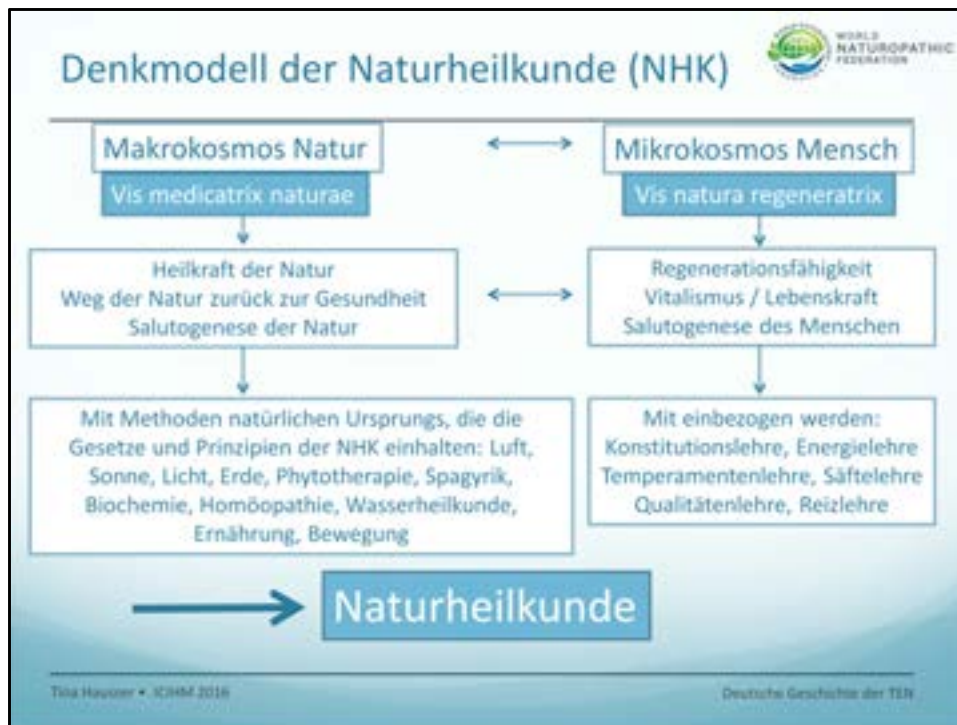 Denkmodell der Naturheilkunde (NHK)
WORLD
NATUROPATHIC
FEDERATION
Makrokosmos Natur
Vis medicatrix naturae
Mikrokosmos Mensch
Vis natura regeneratrix
Heilkraft der Natur
Weg der Natur zurück zur Gesundheit
Salutogenese der Natur
Regenerationsfähigkeit
Vitalismus / Lebenskraft
Salutogenese des Menschen
Mit Methoden natürlichen Ursprungs, die die
Gesetze und Prinzipien der NHK einhalten: Luft,
Sonne, Licht, Erde, Phytotherapie, Spagyrik,
Biochemie, Homöopathie, Wasserheilkunde,
Ernährung, Bewegung
Mit einbezogen werden:
Konstitutionslehre, Energielehre
Temperamentenlehre, Säftelehre
Qualitätenlehre, Reizlehre
Naturheilkunde
Tina Hausser • ICIHM 2016
Deutsche Geschichte der TEN